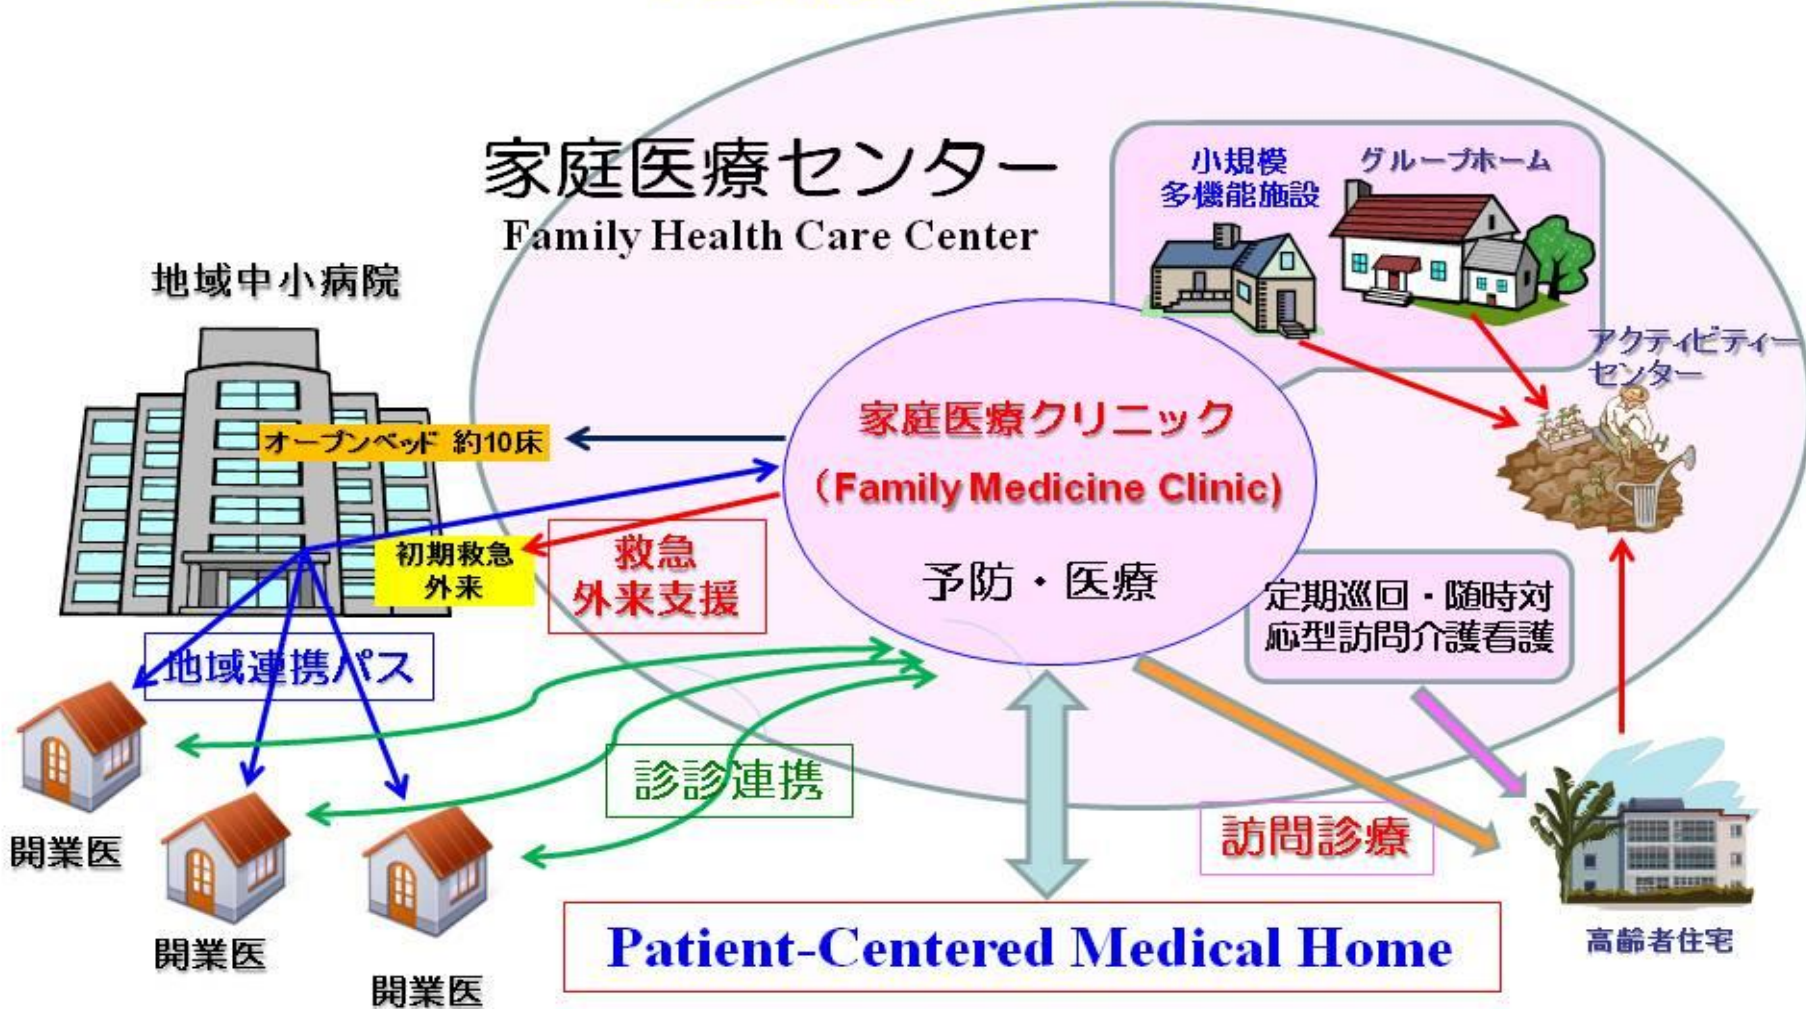 家庭医療センター
Family Health Care Center
小規模
多機能施設
グループホーム
地域中小病院
アクティビティー
センター
オープンベッド 約10床
家庭医療クリニック
（Family Medicine Clinic)
予防・医療
初期救急
外来
救急
外来支援
定期巡回・随時対
応型訪問介護看護
地域連携パス
診診連携
訪問診療
開業医
開業医
開業医
Patient-Centered Medical Home
高齢者住宅